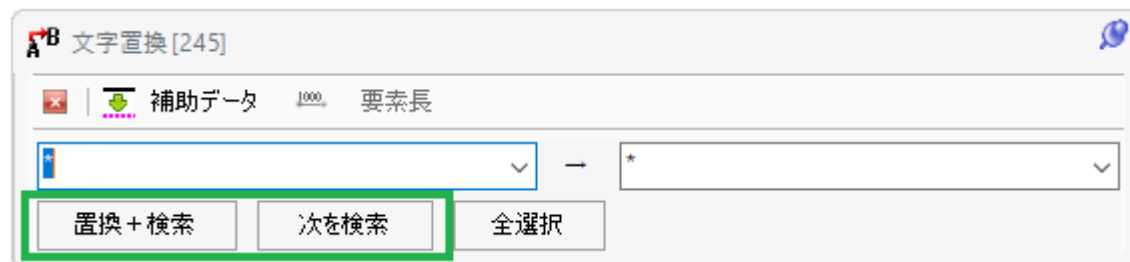 文字置換[245]
補助データ 1000 要素長
* → *
置換+検索 次を検索 全選択